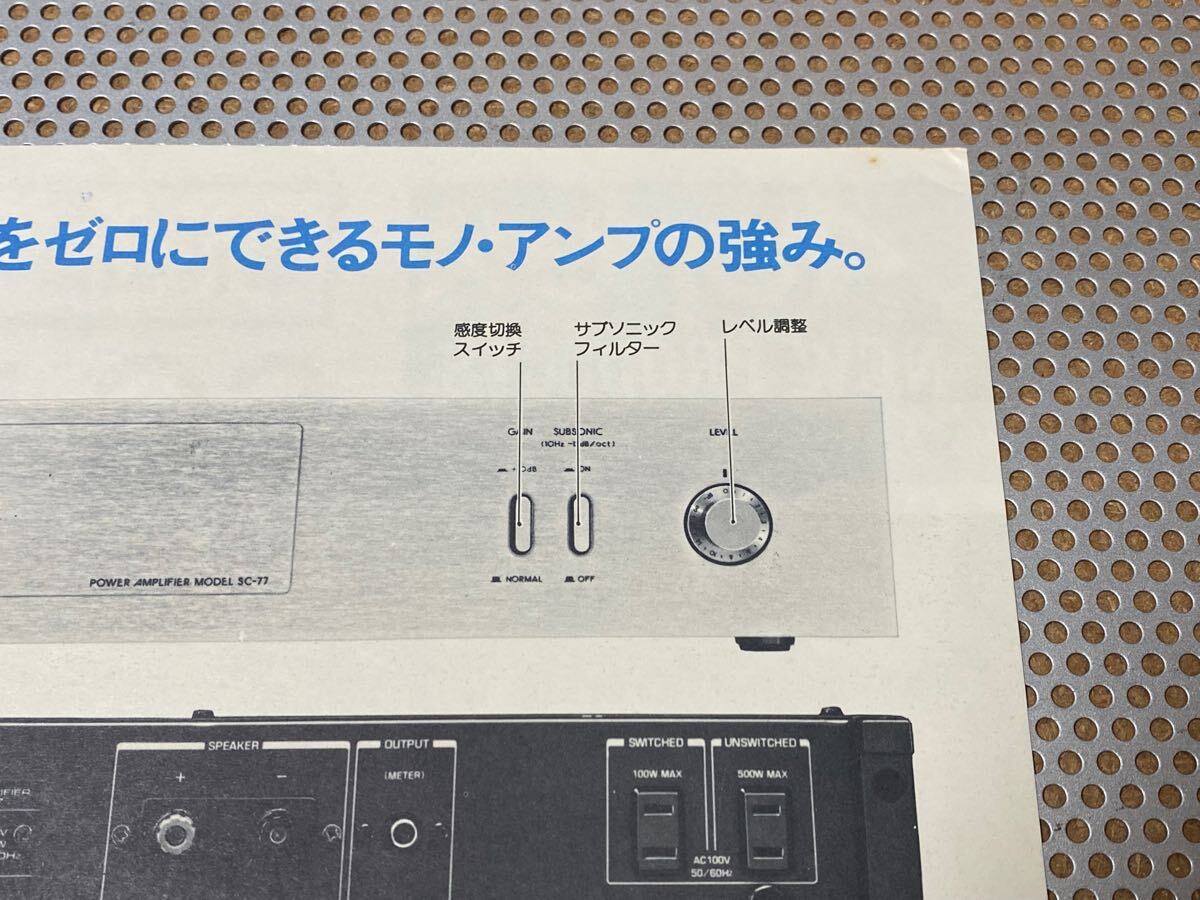 をゼロにできるモノ・アンプの強み。
感度切換
スイッチ
サブソニック
フィルター
レベル調整
GAIN
SUBSONIC
LEVEL
ON
NORMAL
OFF
POWER AMPLIFIER MODEL SC-77
SPEAKER
OUTPUT
SWITCHED
UNSWITCHED
+
−
(METER)
100W MAX
500W MAX
AC100V
50/60Hz